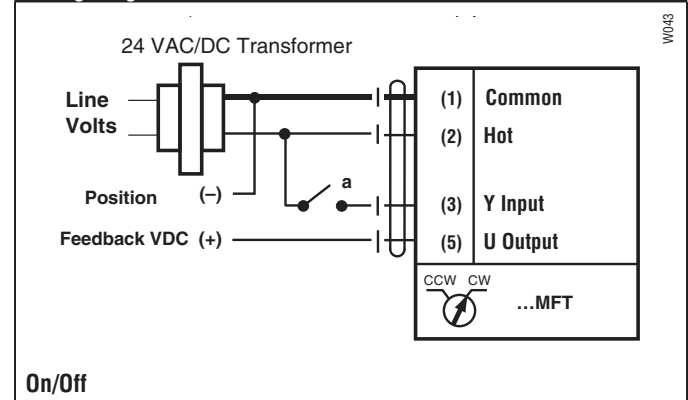 W043
24 VAC/DC Transformer
Line
Volts
(1) Common
(2) Hot
a
Position (–)
(3) Y Input
Feedback VDC (+)
(5) U Output
CCW CW
...MFT
On/Off